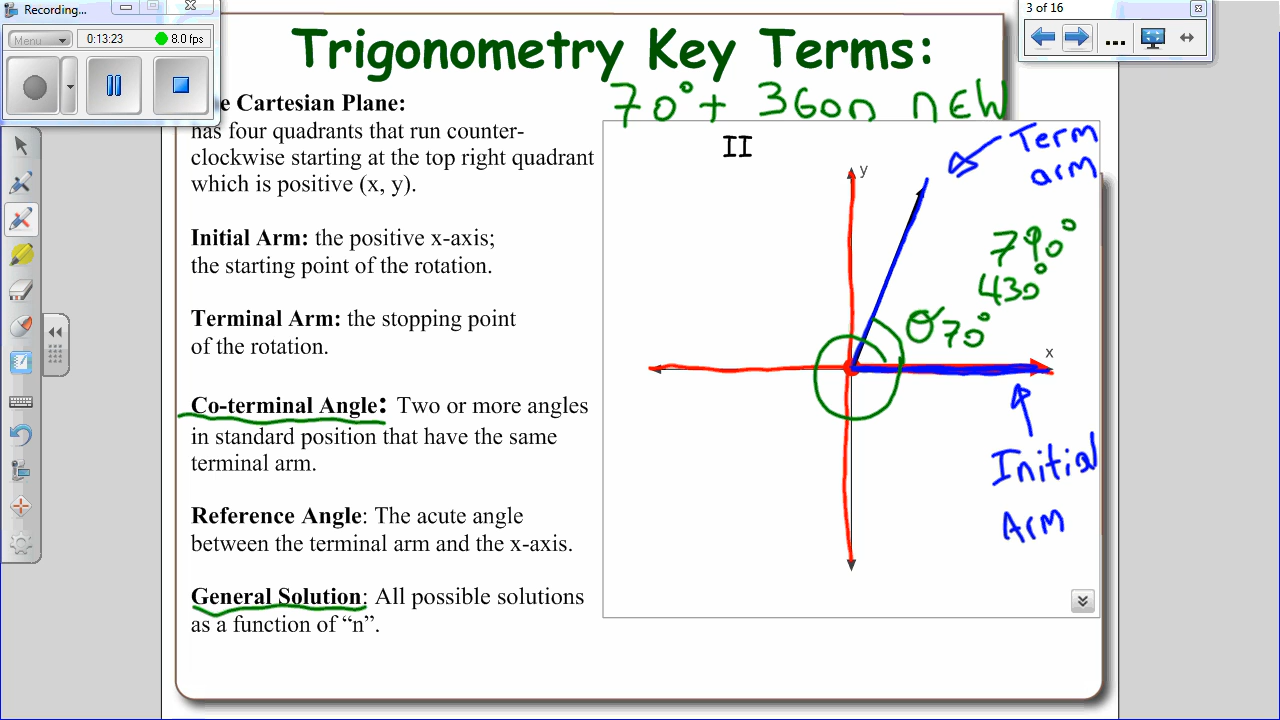 Recording...
Menu
0:13:23
8.0 fps
3 of 16
Trigonometry Key Terms:
70° + 360n nEW
Cartesian Plane:
has four quadrants that run counter-
clockwise starting at the top right quadrant
which is positive (x, y).
Initial Arm: the positive x-axis;
the starting point of the rotation.
Terminal Arm: the stopping point
of the rotation.
Co-terminal Angle: Two or more angles
in standard position that have the same
terminal arm.
Reference Angle: The acute angle
between the terminal arm and the x-axis.
General Solution: All possible solutions
as a function of “n”.
II
y
Term
arm
790°
430°
θ 70°
x
Initial
Arm